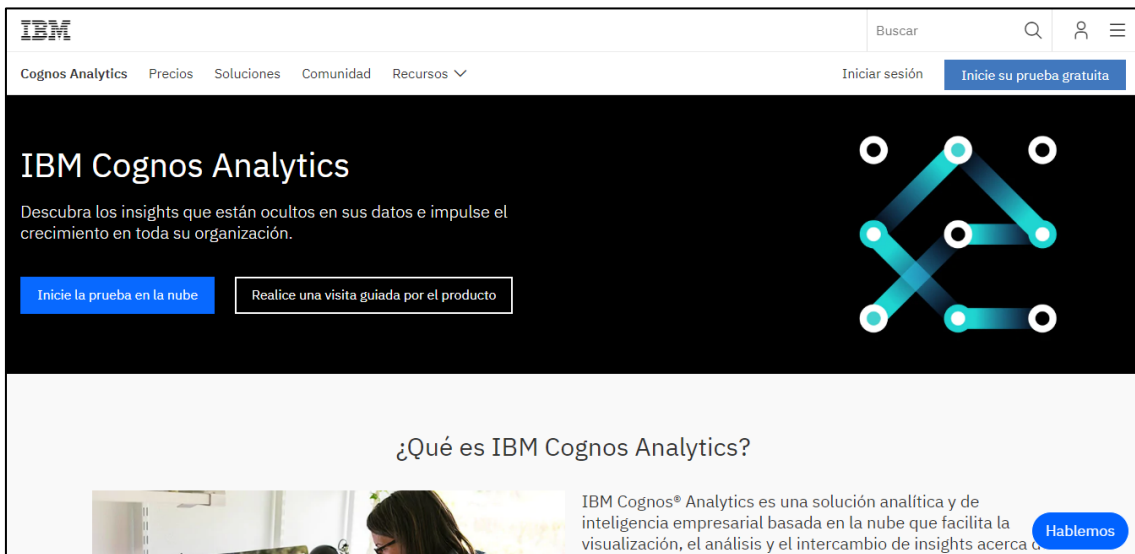 IBM
Buscar
Cognos Analytics Precios Soluciones Comunidad Recursos Iniciar sesión Inicie su prueba gratuita
IBM Cognos Analytics
Descubra los insights que están ocultos en sus datos e impulse el
crecimiento en toda su organización.
Inicie la prueba en la nube Realice una visita guiada por el producto
¿Qué es IBM Cognos Analytics?
IBM Cognos® Analytics es una solución analítica y de
inteligencia empresarial basada en la nube que facilita la
visualización, el análisis y el intercambio de insights acerca
Hablemos